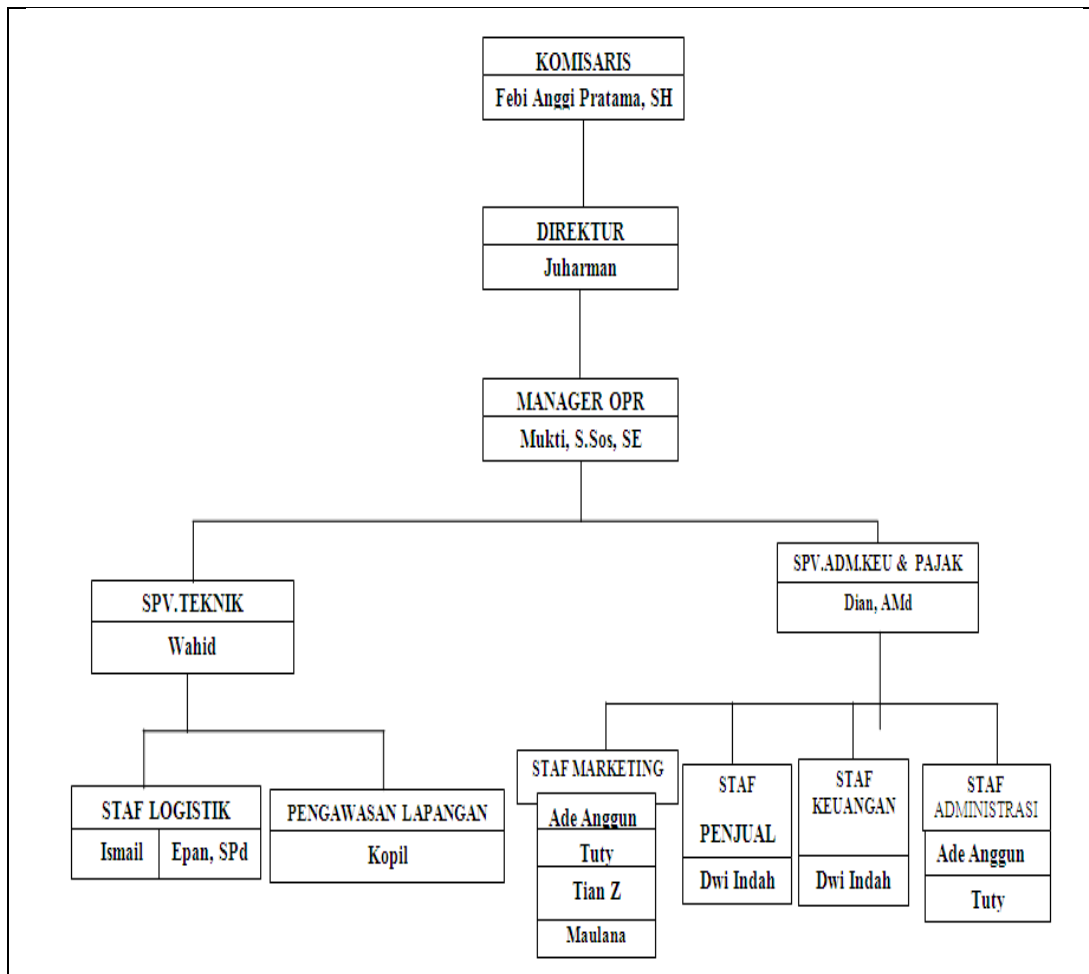 KOMISARIS
Febi Anggi Pratama, SH
DIREKTUR
Juharman
MANAGER OPR
Mukti, S.Sos, SE
SPV.TEKNIK
Wahid
SPV.ADM.KEU & PAJAK
Dian, AMd
STAF LOGISTIK
Ismail
Epan, SPd
PENGAWASAN LAPANGAN
Kopil
STAF MARKETING
Ade Anggun
Tuty
Tian Z
Maulana
STAF
PENJUAL
Dwi Indah
STAF
KEUANGAN
Dwi Indah
STAF
ADMINISTRASI
Ade Anggun
Tuty